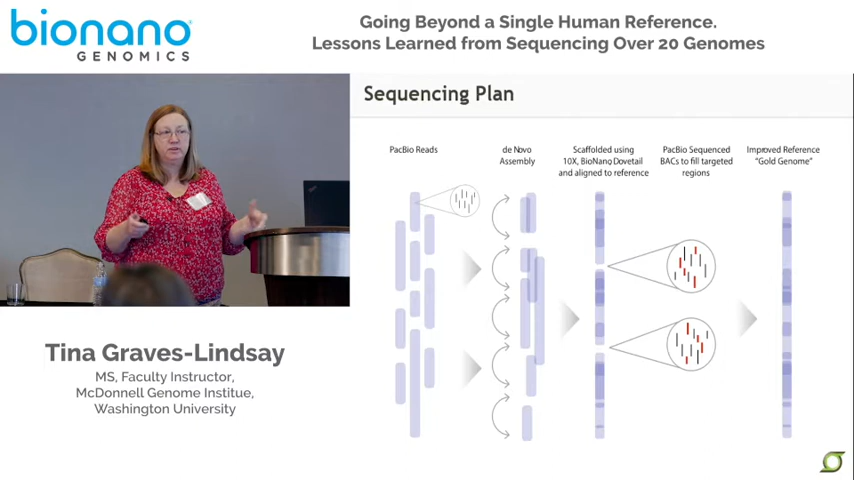 bionano
GENOMICS
Going Beyond a Single Human Reference.
Lessons Learned from Sequencing Over 20 Genomes
Sequencing Plan
PacBio Reads
de Novo
Assembly
Scaffolded using
10X, BioNano Dovetail
and aligned to reference
PacBio Sequenced
BACs to fill targeted
regions
Improved Reference
"Gold Genome"
Tina Graves-Lindsay
MS, Faculty Instructor,
McDonnell Genome Institue,
Washington University